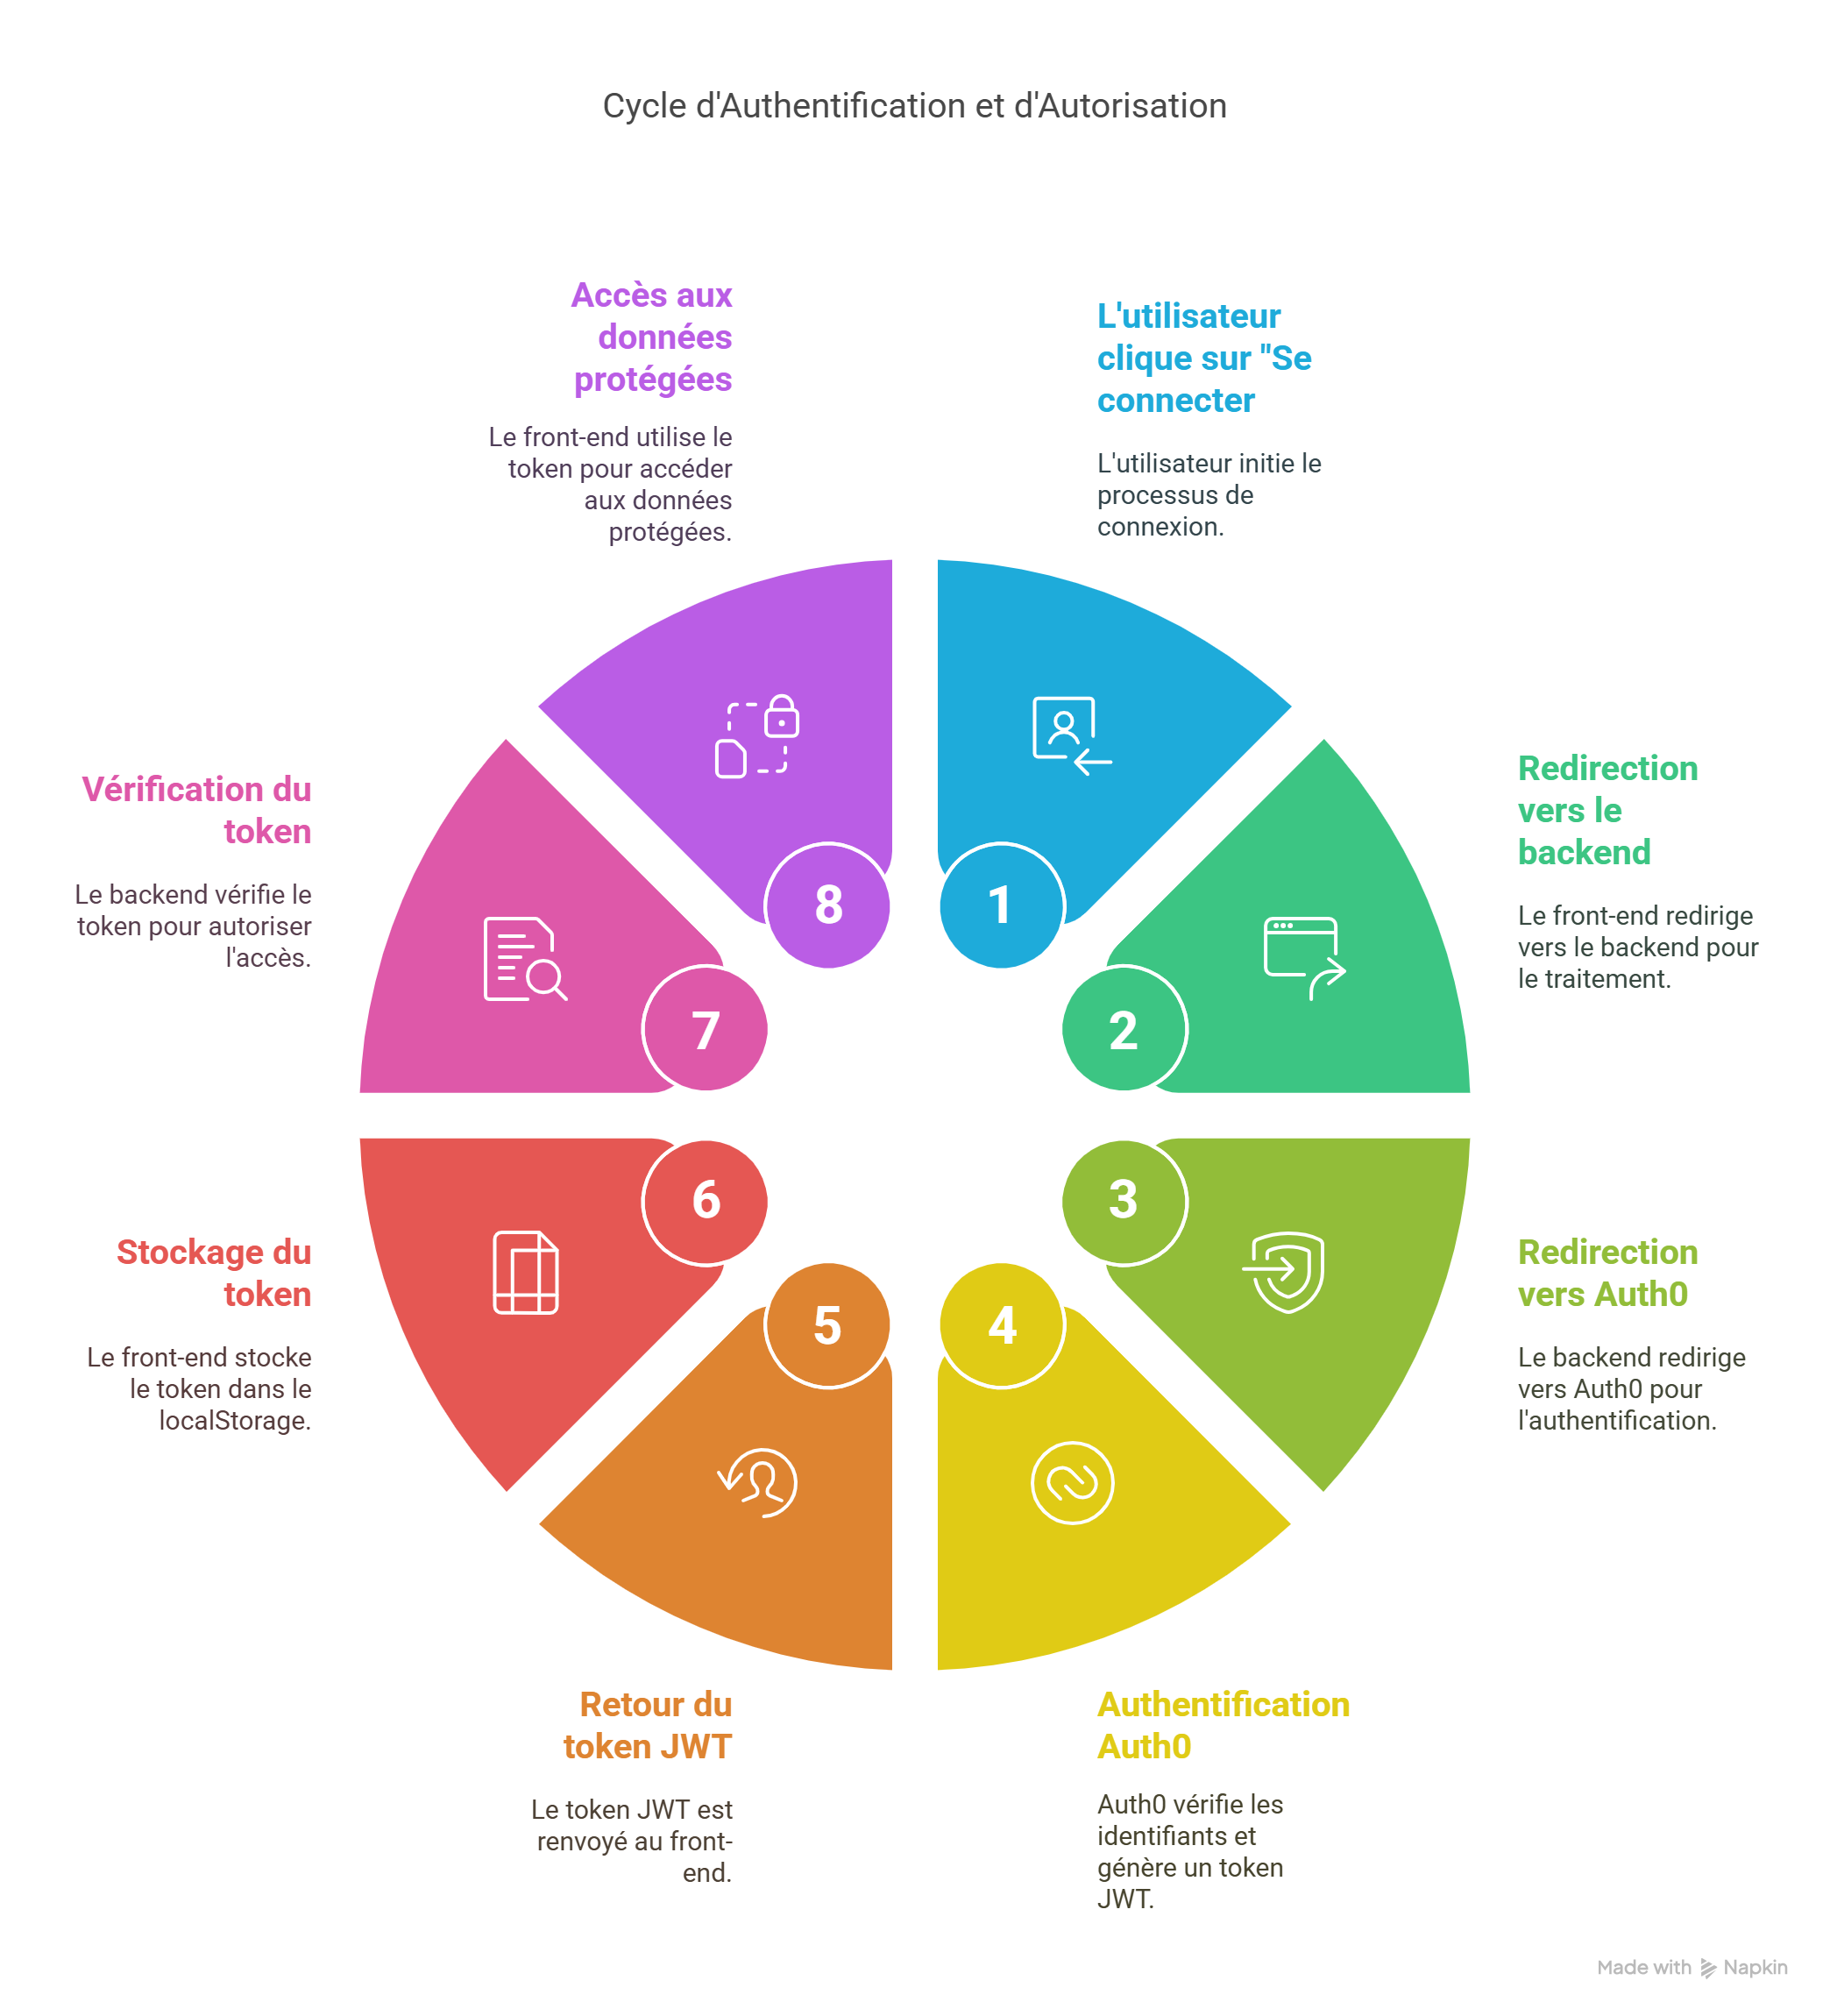 Cycle d'Authentification et d'Autorisation
L'utilisateur
clique sur "Se
connecter
L'utilisateur initie le
processus de
connexion.
1
Redirection
vers le
backend
Le front-end redirige
vers le backend pour
le traitement.
2
Redirection
vers Auth0
Le backend redirige
vers Auth0 pour
l'authentification.
3
Authentification
Auth0
Auth0 vérifie les
identifiants et
génère un token
JWT.
4
Retour du
token JWT
Le token JWT est
renvoyé au front-
end.
5
Stockage du
token
Le front-end stocke
le token dans le
localStorage.
6
Vérification du
token
Le backend vérifie le
token pour autoriser
l'accès.
7
Accès aux
données
protégées
Le front-end utilise le
token pour accéder
aux données
protégées.
8
Made with Napkin